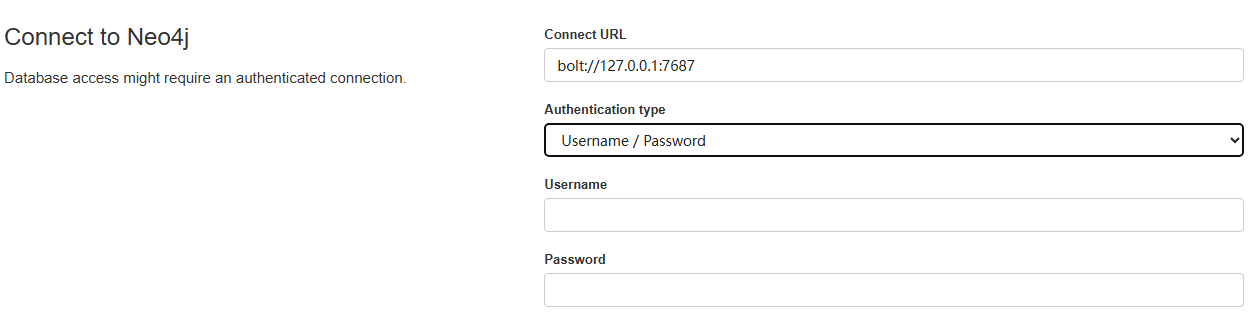 Connect to Neo4j
Database access might require an authenticated connection.
Connect URL
bolt://127.0.0.1:7687
Authentication type
Username / Password
Username
Password